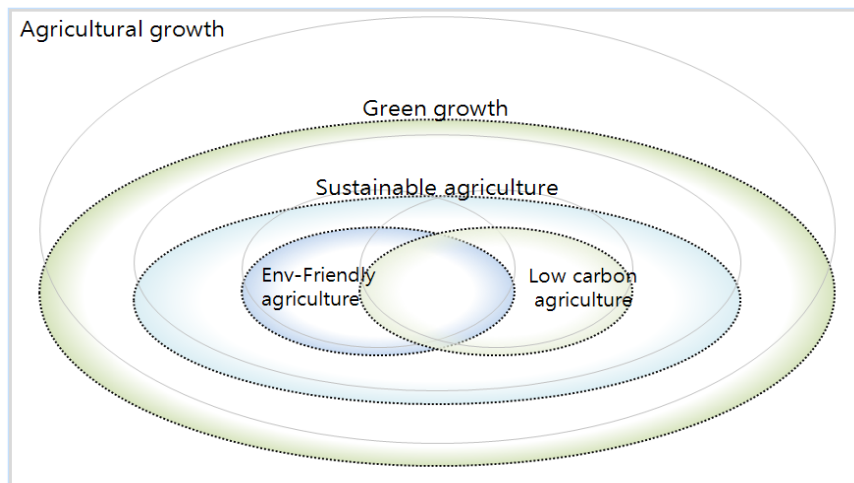 Agricultural growth
Green growth
Sustainable agriculture
Env-Friendly
agriculture
Low carbon
agriculture